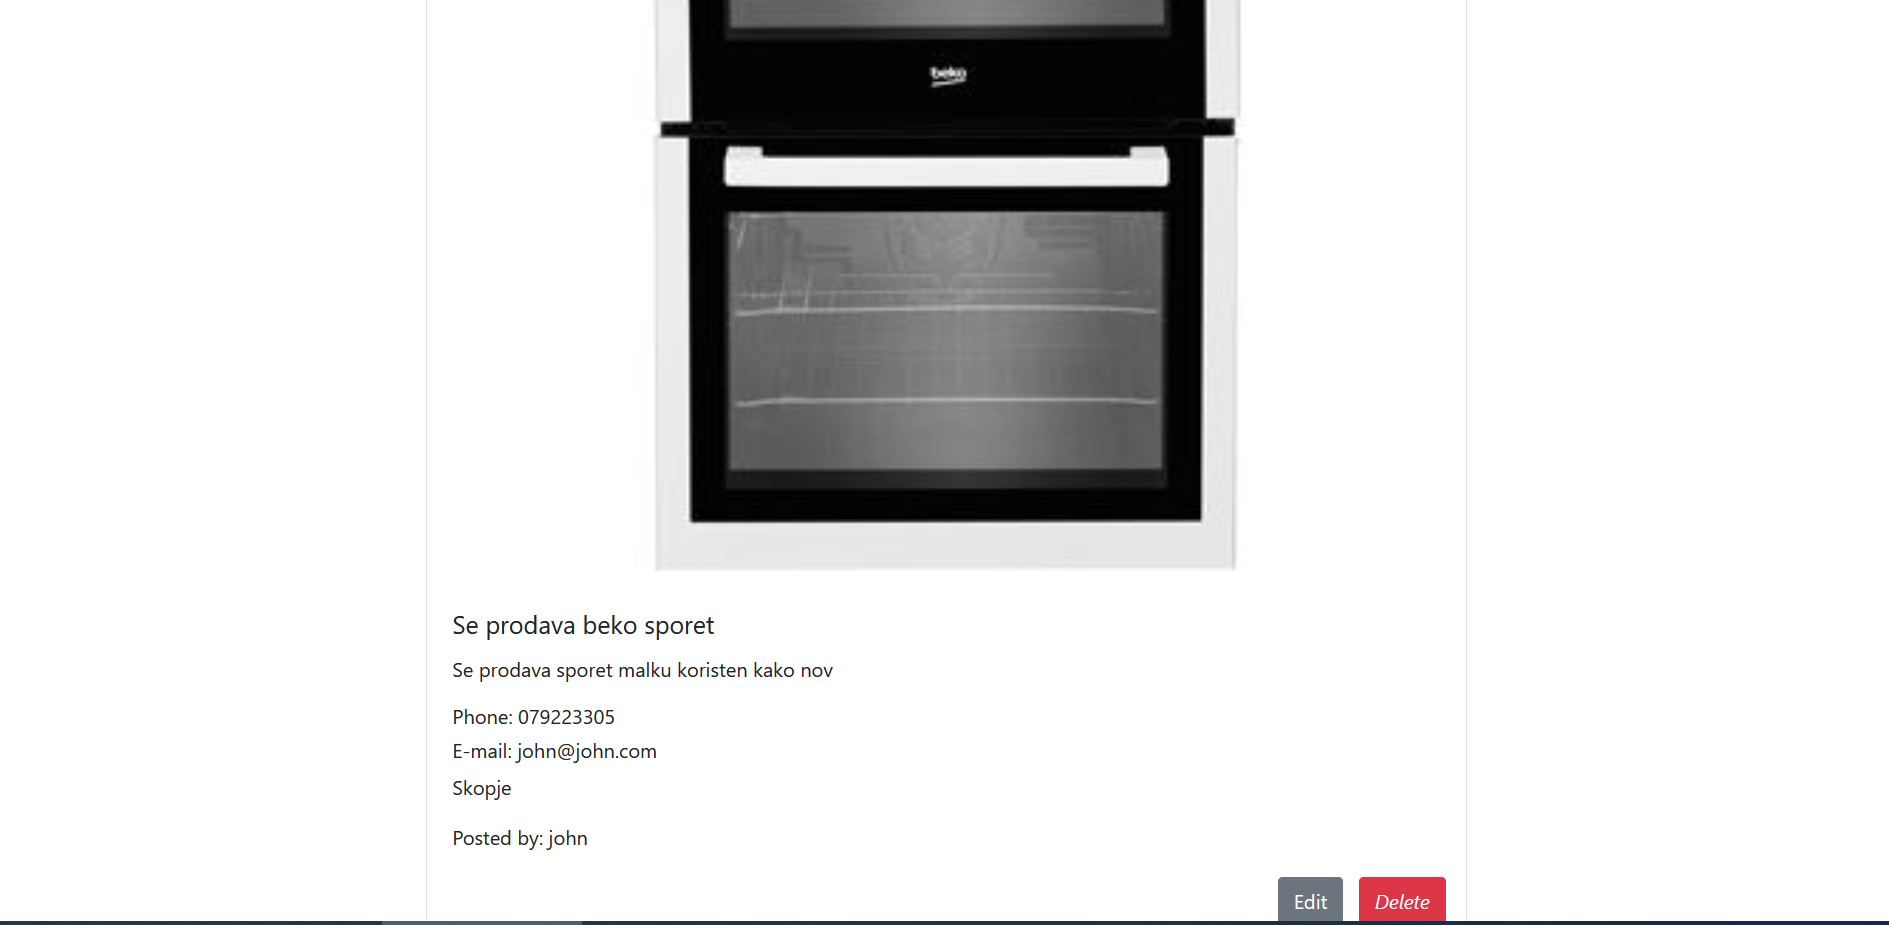 beko
Se prodava beko sporet
Se prodava sporet malku koristen kako nov
Phone: 079223305
E-mail: john@john.com
Skopje
Posted by: john
Edit Delete